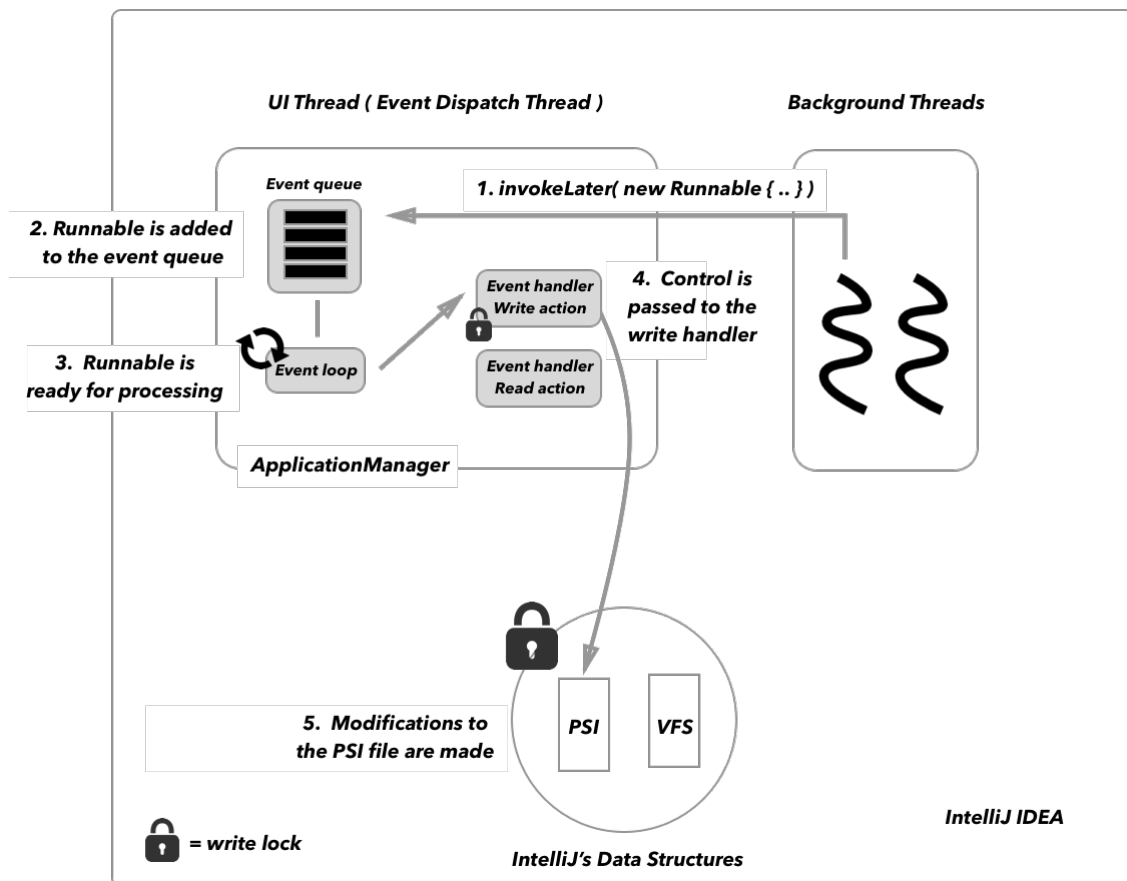 UI Thread ( Event Dispatch Thread )
Background Threads
Event queue
1. invokeLater( new Runnable { .. } )
2. Runnable is added
to the event queue
Event handler
Write action
4. Control is
passed to the
write handler
3. Runnable is
ready for processing
Event loop
Event handler
Read action
ApplicationManager
5. Modifications to
the PSI file are made
PSI
VFS
IntelliJ IDEA
= write lock
IntelliJ's Data Structures